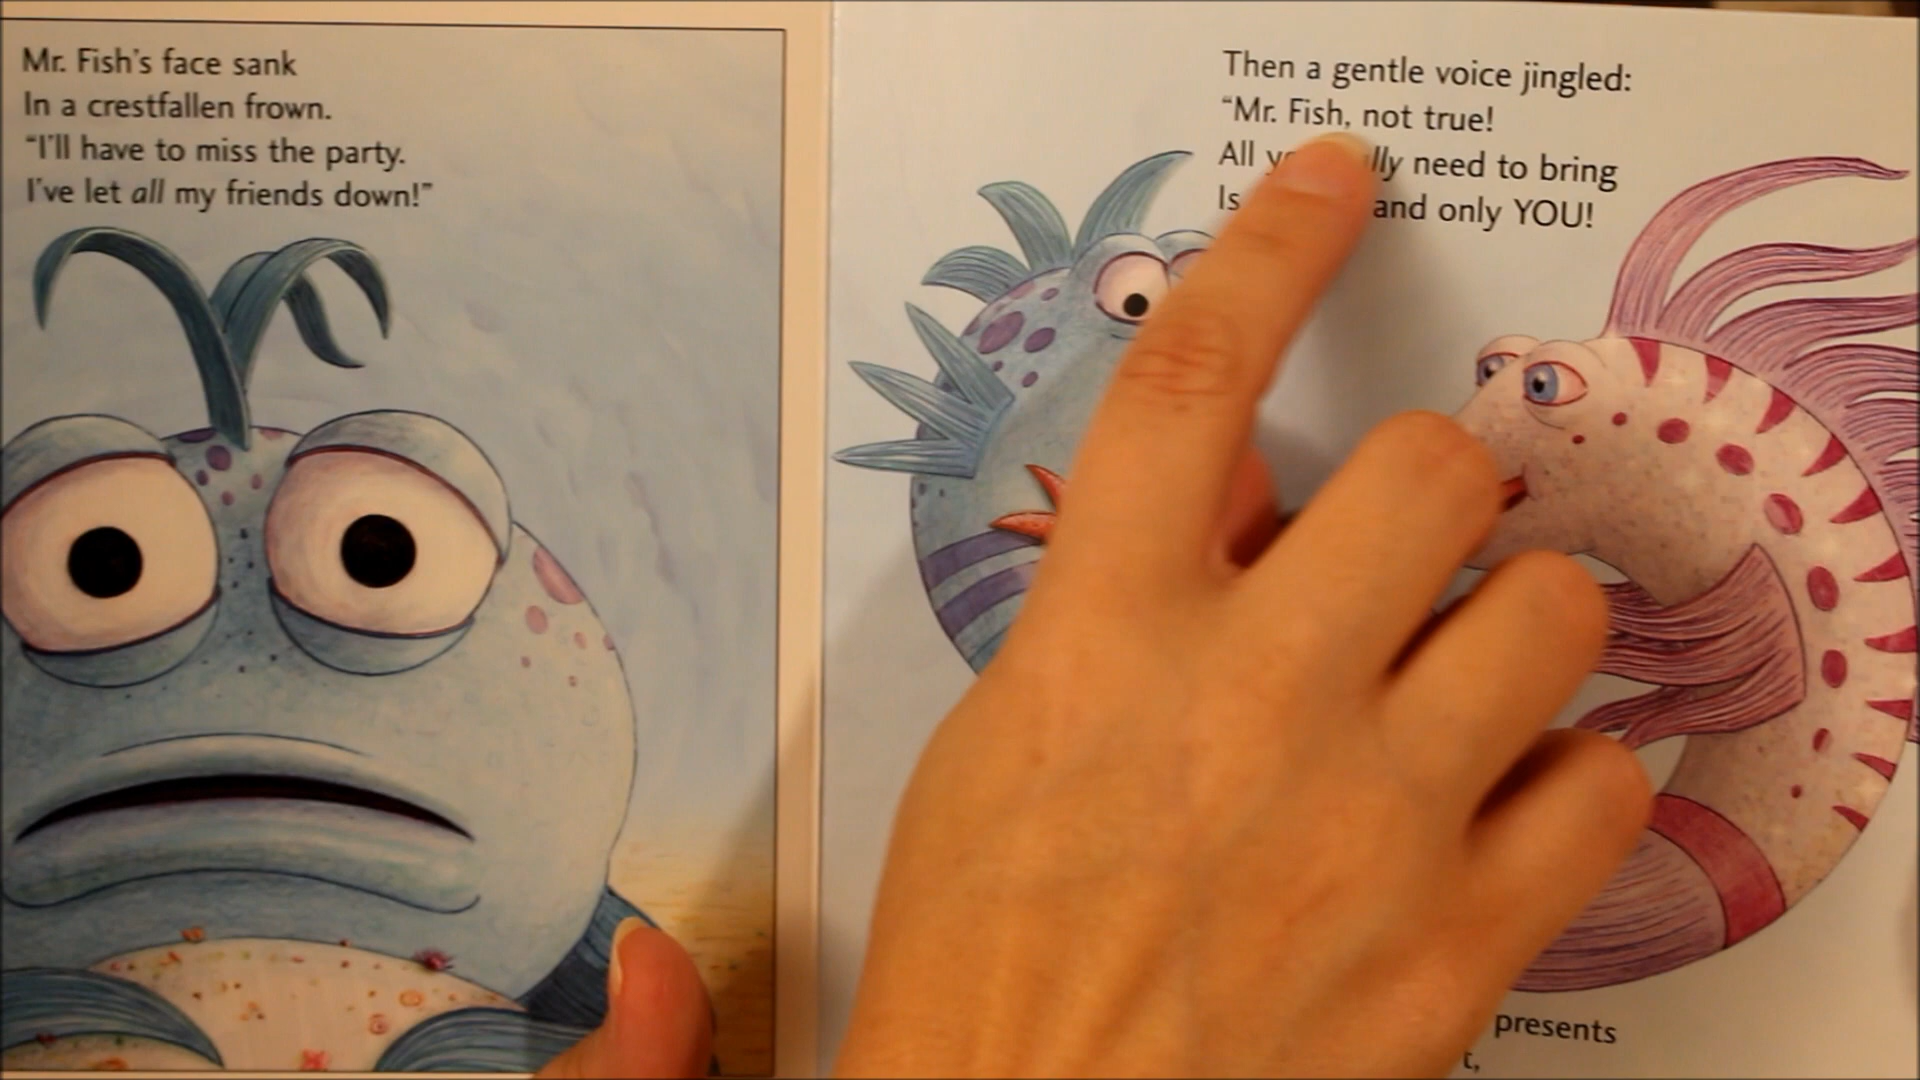 Mr. Fish's face sank
In a crestfallen frown.
"I'll have to miss the party.
I've let all my friends down!"
Then a gentle voice jingled:
"Mr. Fish, not true!
All need to bring
Is and only YOU!
presents